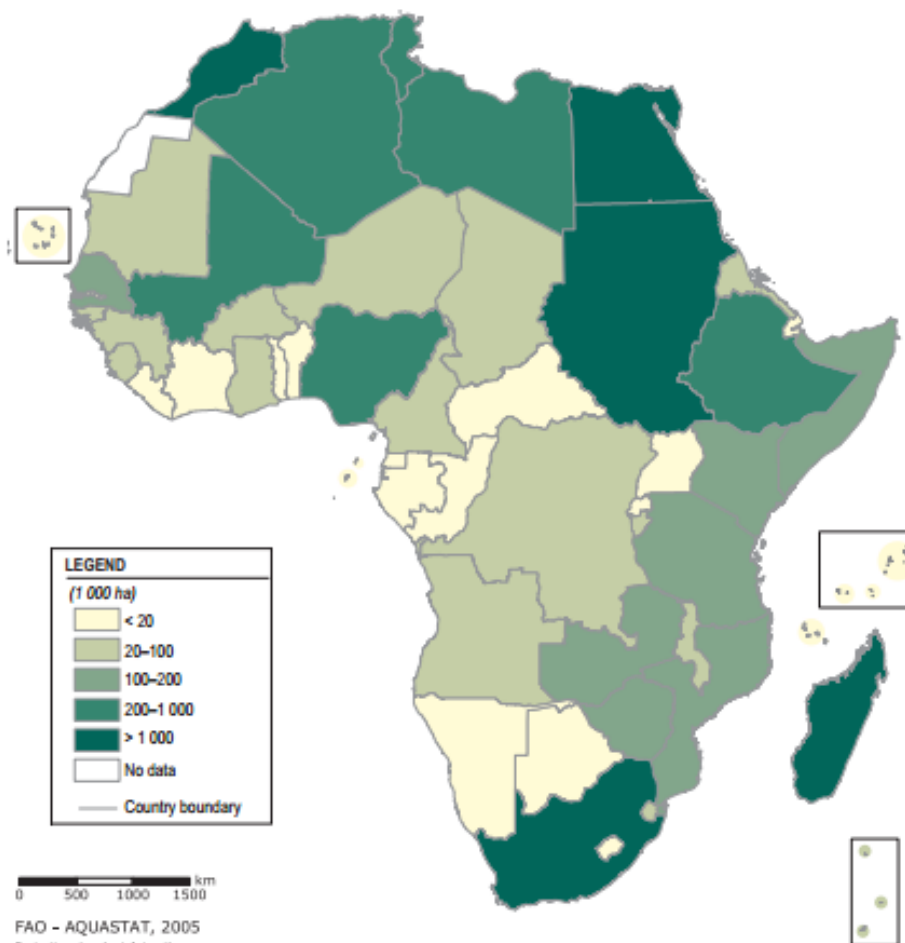 LEGEND
(1 000 ha)
< 20
20–100
100–200
200–1 000
> 1 000
No data
Country boundary
km
0 500 1000 1500
FAO – AQUASTAT, 2005